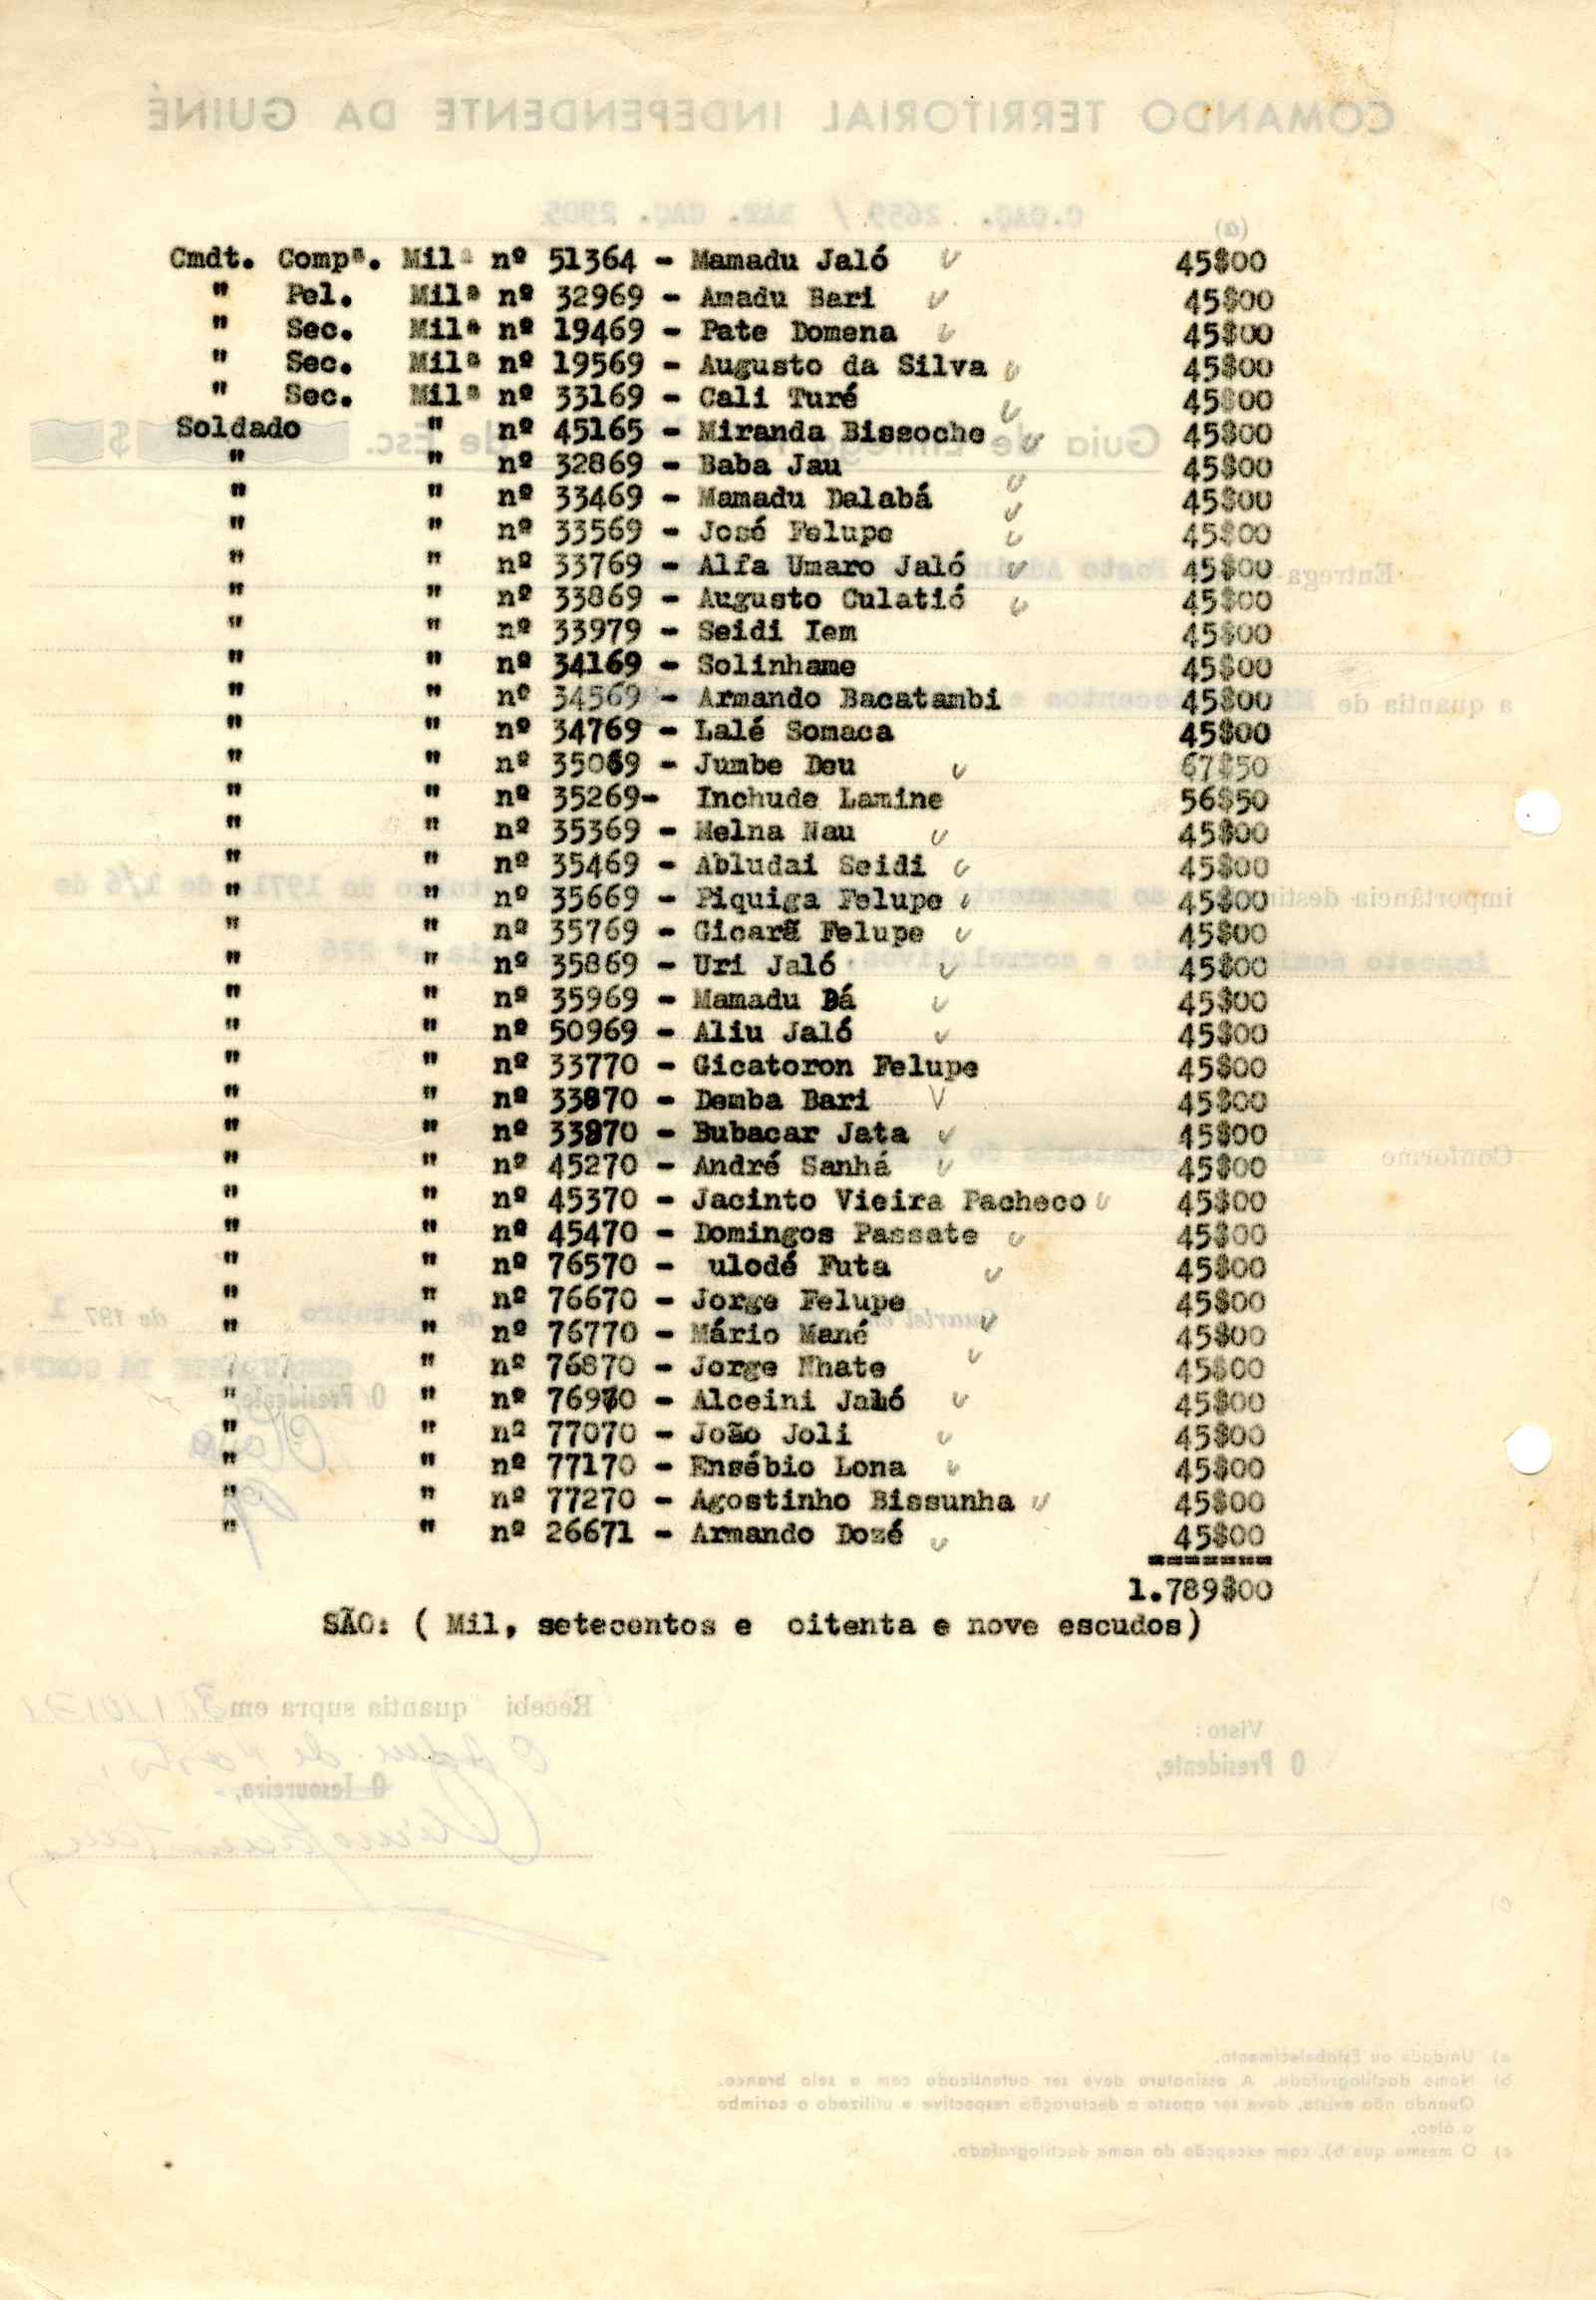 Cmdt. Compª. Milª nº 51364 - Mamadu Jaló 45$00
" Pel. Milª nº 32969 - Amadu Bari 45$00
" Sec. Milª nº 19469 - Pate Domena 45$00
" Sec. Milª nº 19569 - Augusto da Silva 45$00
" Sec. Milª nº 33169 - Cali Turé 45$00
Soldado " nº 45165 - Miranda Bissoche 45$00
" " nº 32869 - Baba Jau 45$00
" " nº 33469 - Mamadu Dalabá 45$00
" " nº 33569 - José Felupe 45$00
" " nº 33769 - Alfa Umaro Jaló 45$00
" " nº 33869 - Augusto Culatió 45$00
" " nº 33979 - Seidi Iem 45$00
" " nº 34169 - Solinhame 45$00
" " nº 34569 - Armando Bacatambi 45$00
" " nº 34769 - Lalé Somaca 45$00
" " nº 35069 - Jumbe Deu 67$50
" " nº 35269- Inchude Lamine 56$50
" " nº 35369 - Melna Nau 45$00
" " nº 35469 - Abludai Seidi 45$00
" " nº 35669 - Piquiga Felupe 45$00
" " nº 35769 - Gicarã Felupe 45$00
" " nº 35869 - Uri Jaló 45$00
" " nº 35969 - Mamadu Bá 45$00
" " nº 50969 - Aliu Jaló 45$00
" " nº 33770 - Gicatoron Felupe 45$00
" " nº 33870 - Demba Bari 45$00
" " nº 33970 - Bubacar Jata 45$00
" " nº 45270 - André Sanhá 45$00
" " nº 45370 - Jacinto Vieira Pacheco 45$00
" " nº 45470 - Domingos Passate 45$00
" " nº 76570 - ulodé Futa 45$00
" " nº 76670 - Jorge Felupe 45$00
" " nº 76770 - Mário Mané 45$00
" " nº 76870 - Jorge Nhate 45$00
" " nº 76970 - Alceini Jaló 45$00
" " nº 77070 - João Joli 45$00
" " nº 77170 - Ensébio Lona 45$00
" " nº 77270 - Agostinho Bissunha 45$00
" " nº 26671 - Armando Dozé 45$00
=======
1.789$00
SÃO: ( Mil, setecentos e oitenta e nove escudos)